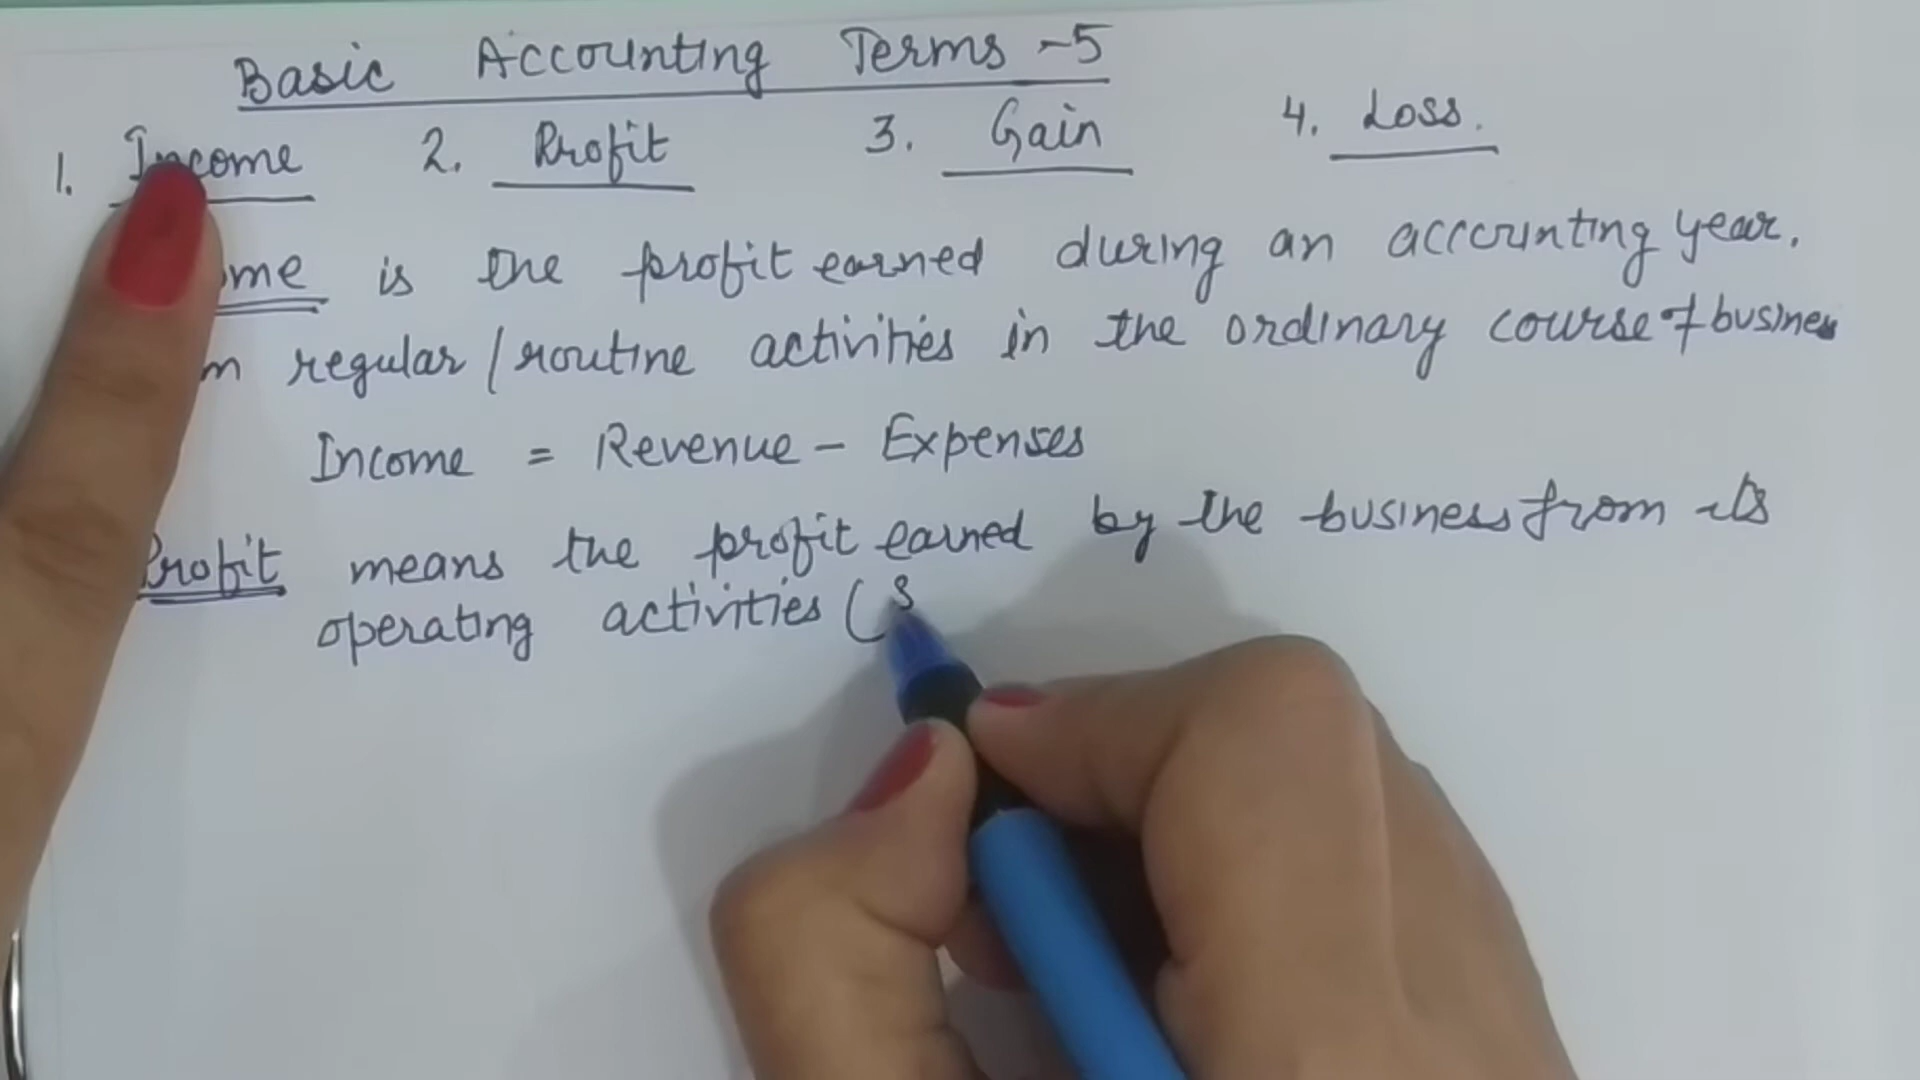 Basic Accounting Terms - 5
1. Income 2. Profit 3. Gain 4. Loss.
me is the profit earned during an accounting year.
m regular / routine activities in the ordinary course of business
Income = Revenue - Expenses
Profit means the profit earned by the business from its
operating activities ( s